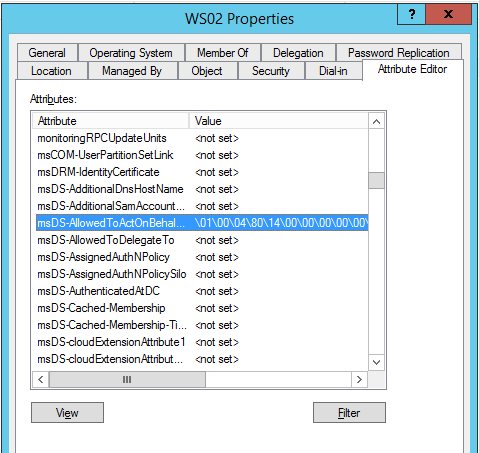 WS02 Properties
? x
General Operating System Member Of Delegation Password Replication
Location Managed By Object Security Dial-in Attribute Editor
Attributes:
Attribute Value
monitoringRPCUpdateUnits <not set>
msCOM-UserPartitionSetLink <not set>
msDRM-IdentityCertificate <not set>
msDS-AdditionalDnsHostName <not set>
msDS-AdditionalSamAccount... <not set>
msDS-AllowedToActOnBehal... \01\00\04\80\14\00\00\00\00\00\
msDS-AllowedToDelegateTo <not set>
msDS-AssignedAuthNPolicy <not set>
msDS-AssignedAuthNPolicySilo <not set>
msDS-AuthenticatedAtDC <not set>
msDS-Cached-Membership <not set>
msDS-Cached-Membership-Ti... <not set>
msDS-cloudExtensionAttribute1 <not set>
msDS-cloudExtensionAttribut... <not set>
View Filter